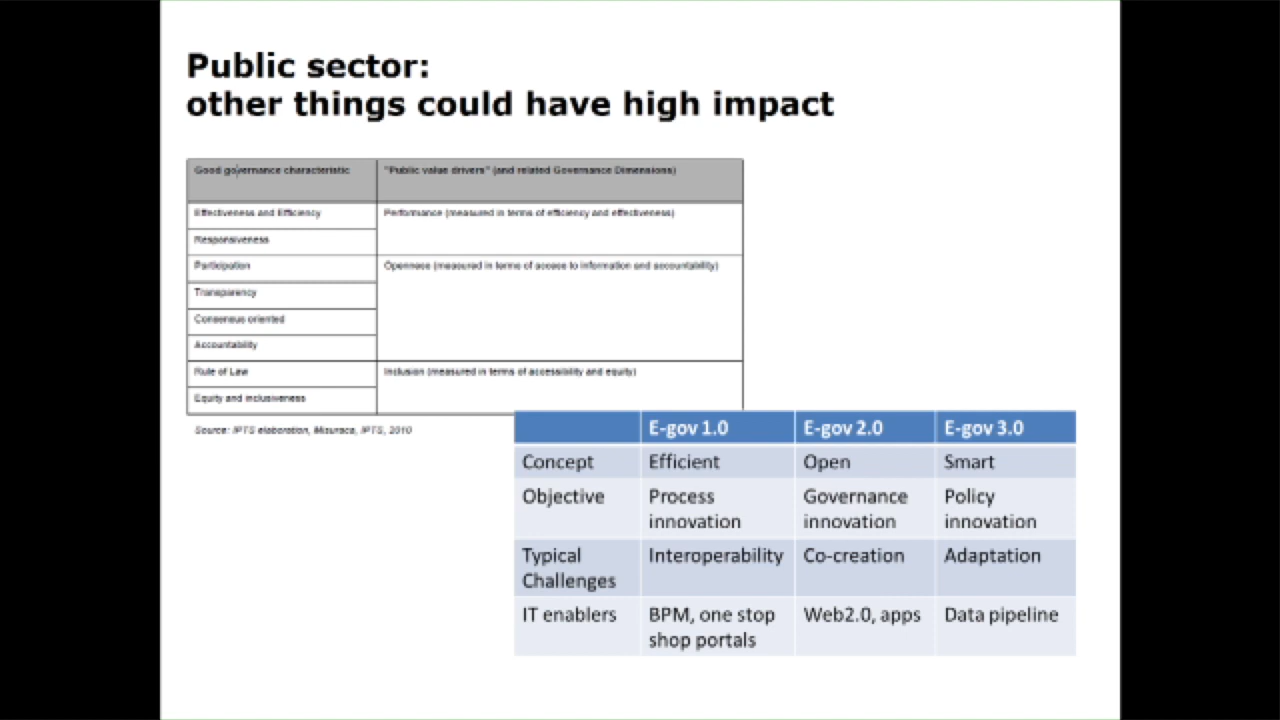 Public sector:
other things could have high impact
Good governance characteristic
"Public value drivers" (and related Governance Dimensions)
Effectiveness and Efficiency
Performance (measured in terms of efficiency and effectiveness)
Responsiveness
Participation
Openness (measured in terms of access to information and accountability)
Transparency
Consensus oriented
Accountability
Rule of Law
Inclusion (measured in terms of accessibility and equity)
Equity and inclusiveness
Source: IPTS elaboration, Misuraca, IPTS, 2010
E-gov 1.0
E-gov 2.0
E-gov 3.0
Concept
Efficient
Open
Smart
Objective
Process
innovation
Governance
innovation
Policy
innovation
Typical
Challenges
Interoperability
Co-creation
Adaptation
IT enablers
BPM, one stop
shop portals
Web2.0, apps
Data pipeline